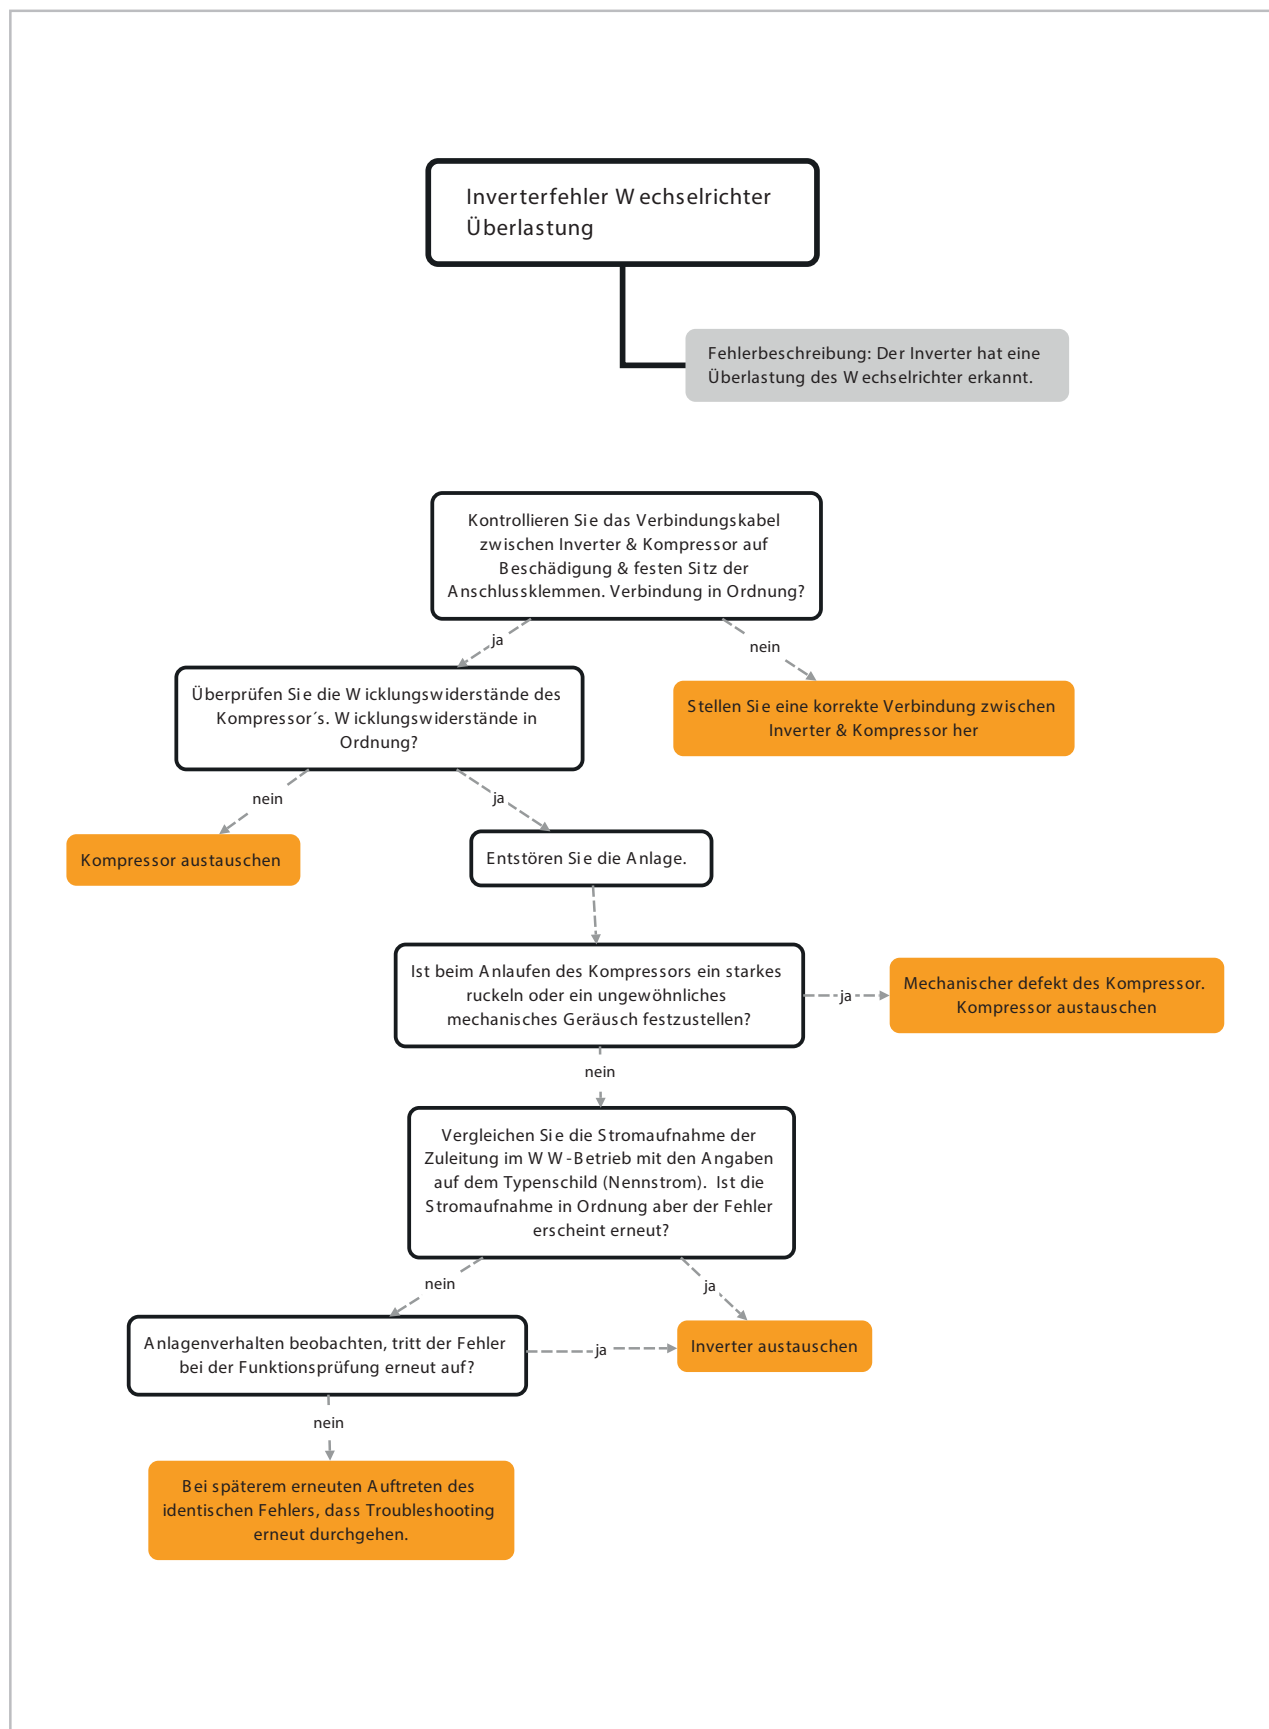 Inverterfehler Wechselrichter
Überlastung
Fehlerbeschreibung: Der Inverter hat eine
Überlastung des Wechselrichter erkannt.
Kontrollieren Sie das Verbindungskabel
zwischen Inverter & Kompressor auf
Beschädigung & festen Sitz der
Anschlussklemmen. Verbindung in Ordnung?
ja
nein
Überprüfen Sie die Wicklungswiderstände des
Kompressor´s. Wicklungswiderstände in
Ordnung?
Stellen Sie eine korrekte Verbindung zwischen
Inverter & Kompressor her
nein
ja
Kompressor austauschen
Entstören Sie die Anlage.
Ist beim Anlaufen des Kompressors ein starkes
ruckeln oder ein ungewöhnliches
mechanisches Geräusch festzustellen?
ja
Mechanischer defekt des Kompressor.
Kompressor austauschen
nein
Vergleichen Sie die Stromaufnahme der
Zuleitung im WW-Betrieb mit den Angaben
auf dem Typenschild (Nennstrom). Ist die
Stromaufnahme in Ordnung aber der Fehler
erscheint erneut?
nein
ja
Anlagenverhalten beobachten, tritt der Fehler
bei der Funktionsprüfung erneut auf?
ja
Inverter austauschen
nein
Bei späterem erneuten Auftreten des
identischen Fehlers, dass Troubleshooting
erneut durchgehen.